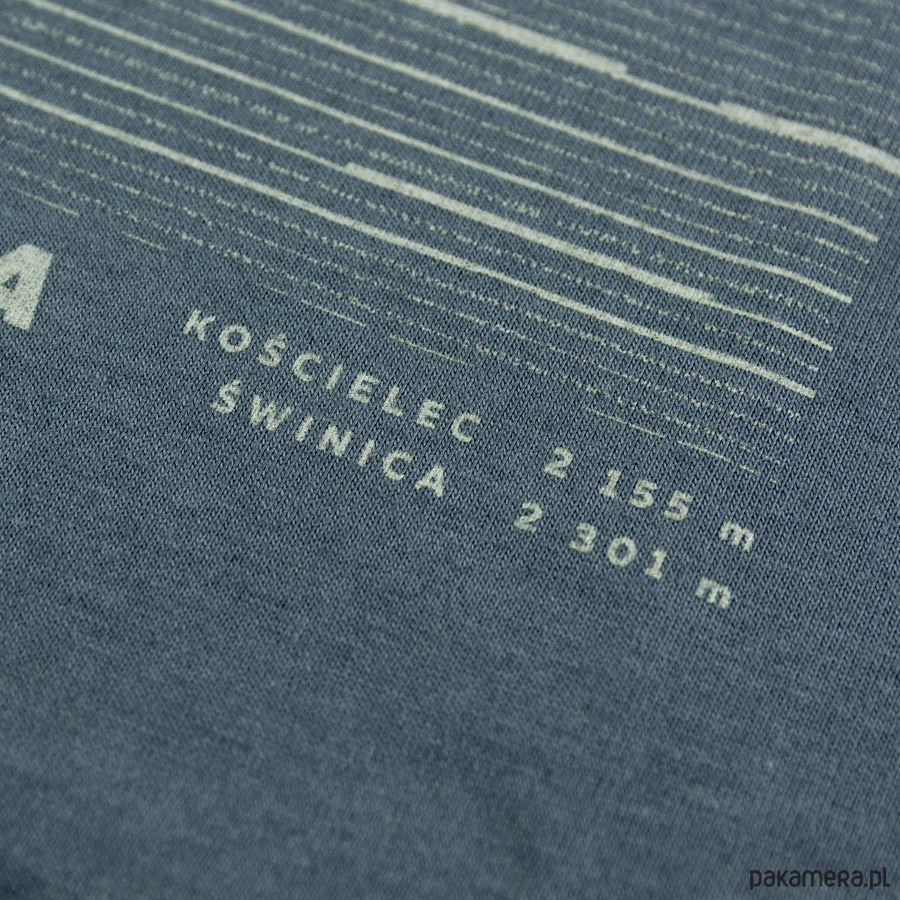 A
KOŚCIELEC 2 155 m
ŚWINICA 2 301 m
pakamera.pl